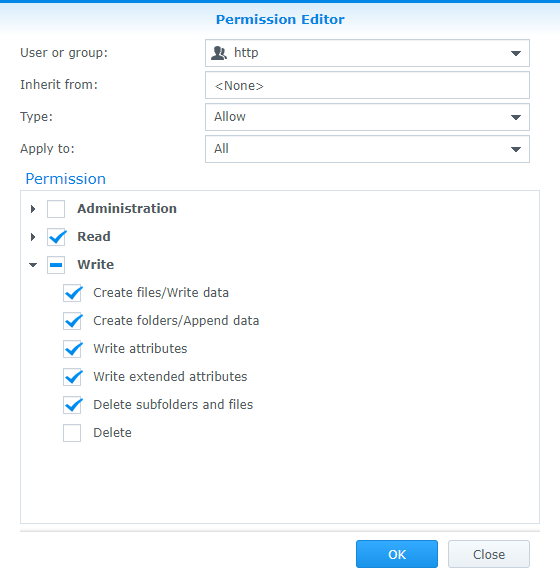 Permission Editor
User or group: http
Inherit from: <None>
Type: Allow
Apply to: All
Permission
Administration
Read
Write
Create files/Write data
Create folders/Append data
Write attributes
Write extended attributes
Delete subfolders and files
Delete
OK Close